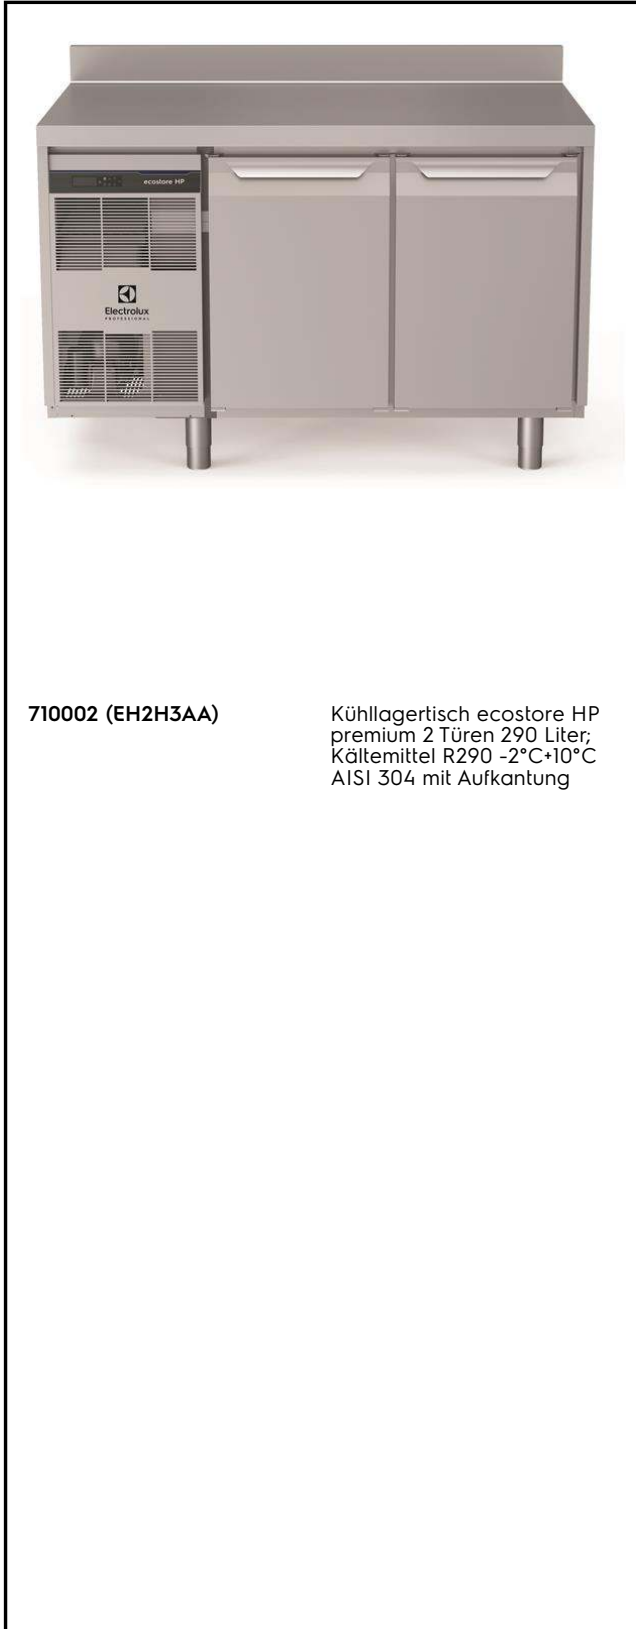 ecostore HP
Electrolux
PROFESSIONAL
710002 (EH2H3AA)
Kühllagertisch ecostore HP
premium 2 Türen 290 Liter;
Kältemittel R290 -2°C+10°C
AISI 304 mit Aufkantung